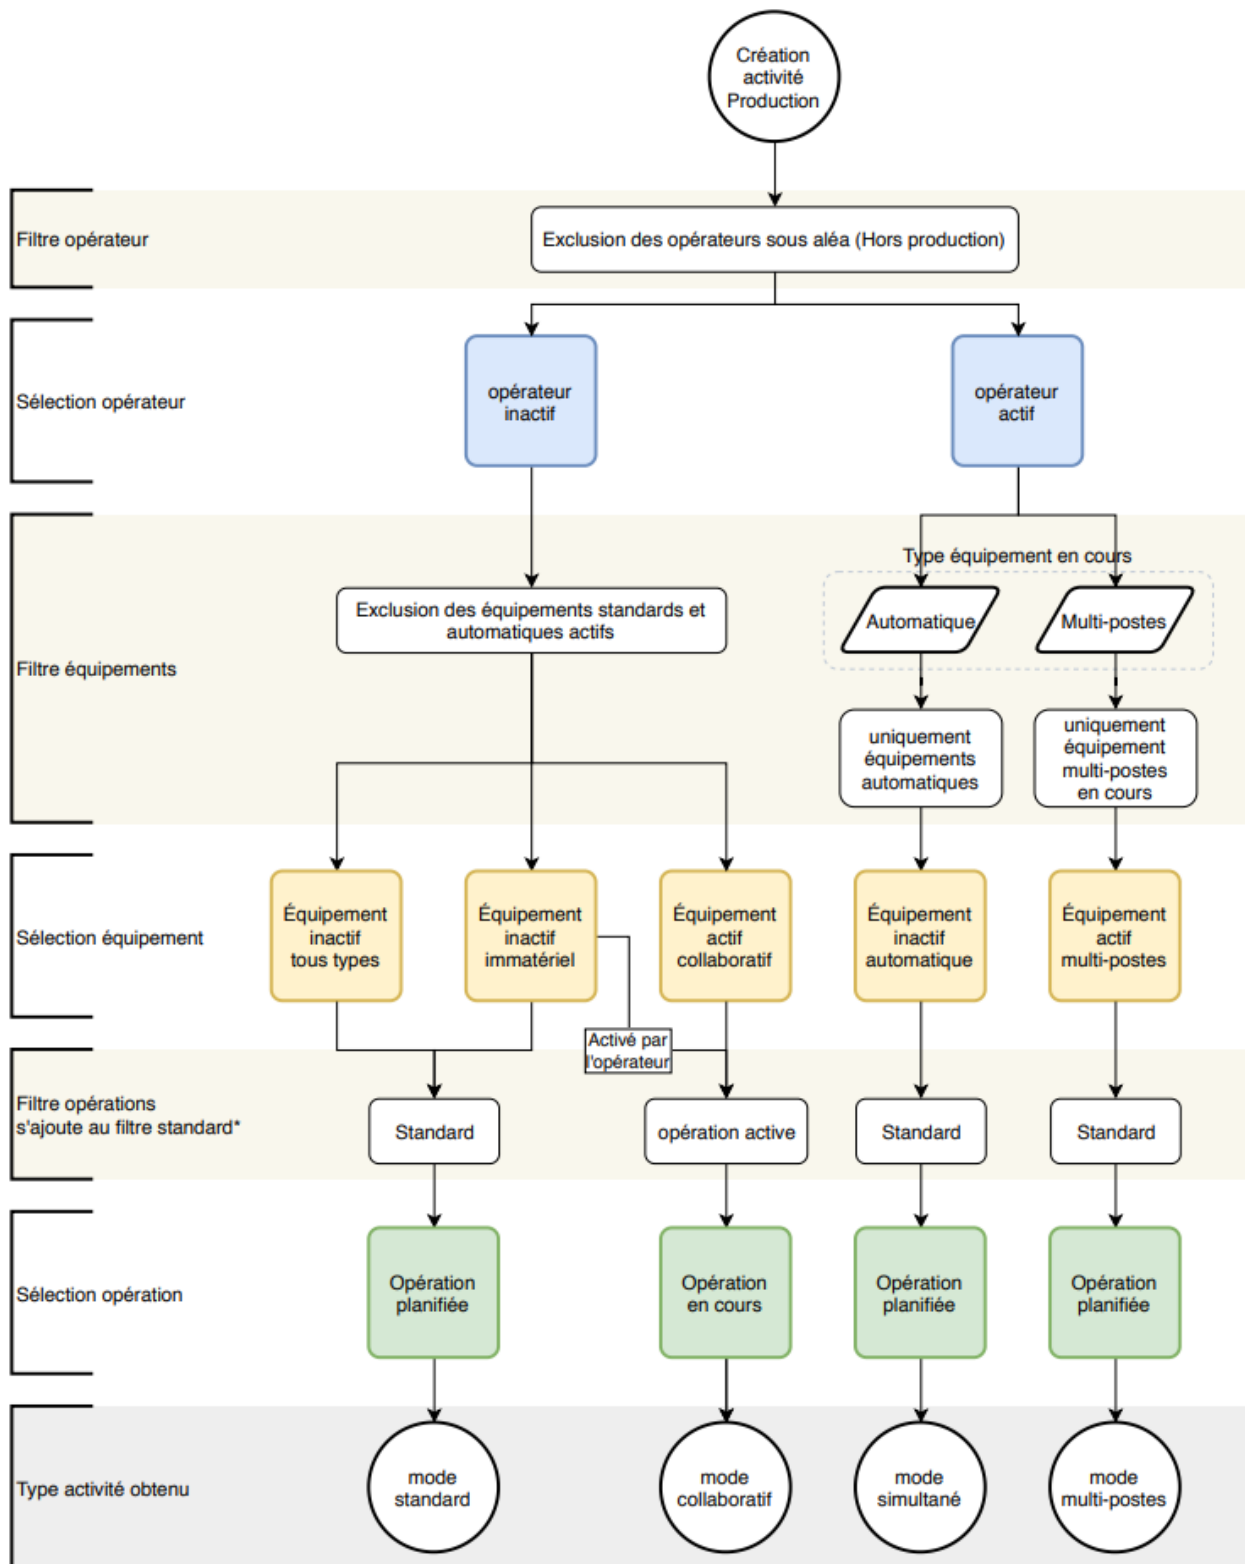 Création
activité
Production
Filtre opérateur
Exclusion des opérateurs sous aléa (Hors production)
Sélection opérateur
opérateur
inactif
opérateur
actif
Filtre équipements
Type équipement en cours
Exclusion des équipements standards et
automatiques actifs
Automatique
Multi-postes
uniquement
équipements
automatiques
uniquement
équipement
multi-postes
en cours
Sélection équipement
Équipement
inactif
tous types
Équipement
inactif
immatériel
Équipement
actif
collaboratif
Équipement
inactif
automatique
Équipement
actif
multi-postes
Activé par
l'opérateur
Filtre opérations
s'ajoute au filtre standard*
Standard
opération active
Standard
Standard
Sélection opération
Opération
planifiée
Opération
en cours
Opération
planifiée
Opération
planifiée
Type activité obtenu
mode
standard
mode
collaboratif
mode
simultané
mode
multi-postes